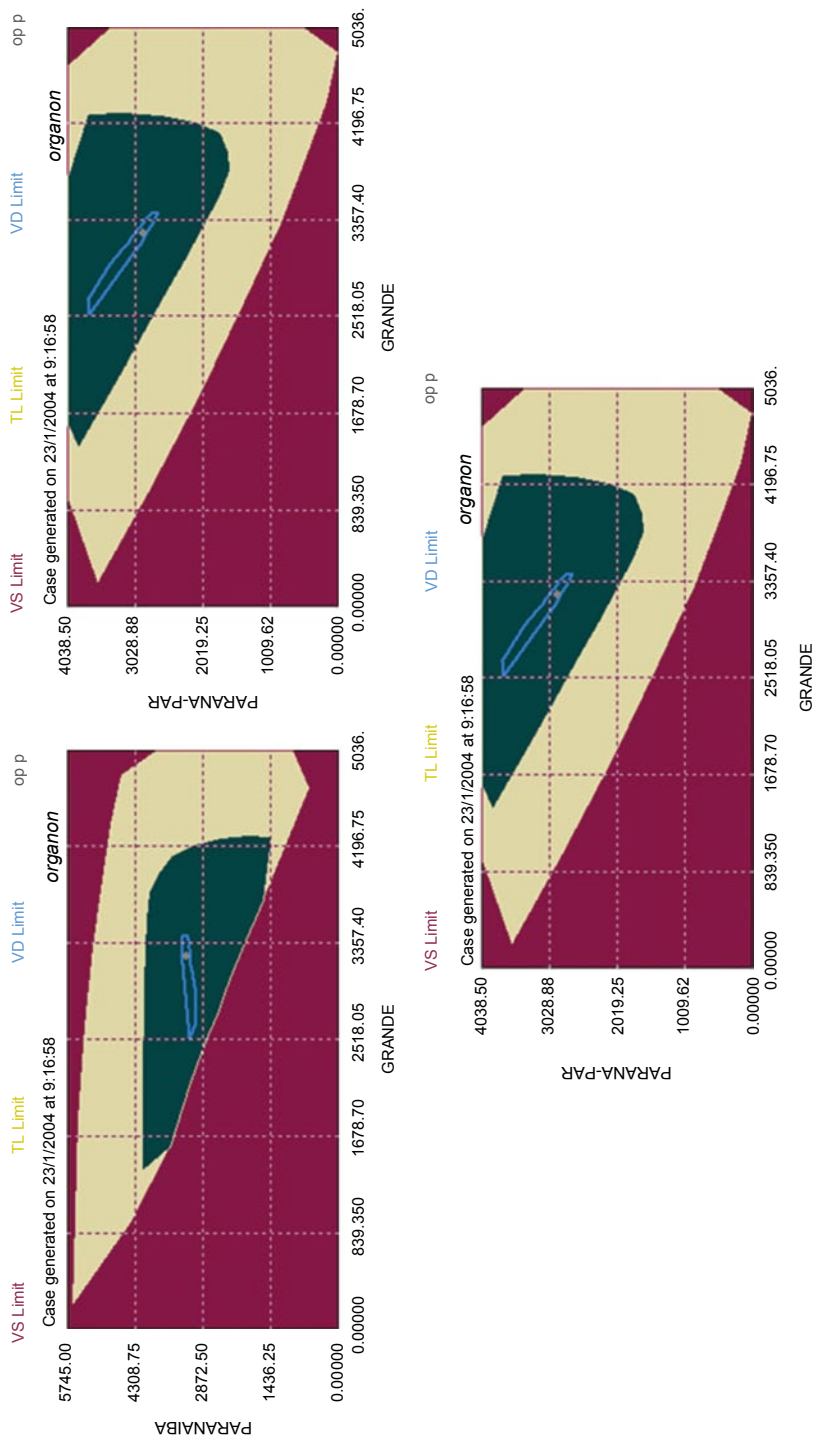 VS Limit TL Limit VD Limit op p
Case generated on 23/1/2004 at 9:16:58 organon
PARANAIBA
5745.00
4308.75
2872.50
1436.25
0.00000
0.00000 839.350 1678.70 2518.05 3357.40 4196.75 5036.
GRANDE
VS Limit TL Limit VD Limit op p
Case generated on 23/1/2004 at 9:16:58 organon
PARANA-PAR
4038.50
3028.88
2019.25
1009.62
0.00000
0.00000 839.350 1678.70 2518.05 3357.40 4196.75 5036.
GRANDE
VS Limit TL Limit VD Limit op p
Case generated on 23/1/2004 at 9:16:58 organon
PARANA-PAR
4038.50
3028.88
2019.25
1009.62
0.00000
0.00000 839.350 1678.70 2518.05 3357.40 4196.75 5036.
GRANDE